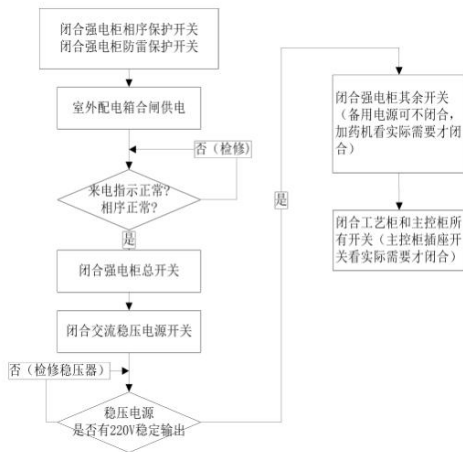 闭合强电柜相序保护开关
闭合强电柜防雷保护开关
室外配电箱合闸供电
否（检修）
来电指示正常?
相序正常?
是
闭合强电柜总开关
闭合交流稳压电源开关
否（检修稳压器）
稳压电源
是否有220V稳定输出
是
闭合强电柜其余开关
（备用电源可不闭合,
加药机看实际需要才闭
合）
闭合工艺柜和主控柜所
有开关（主控柜插座开
关看实际需要才闭合）